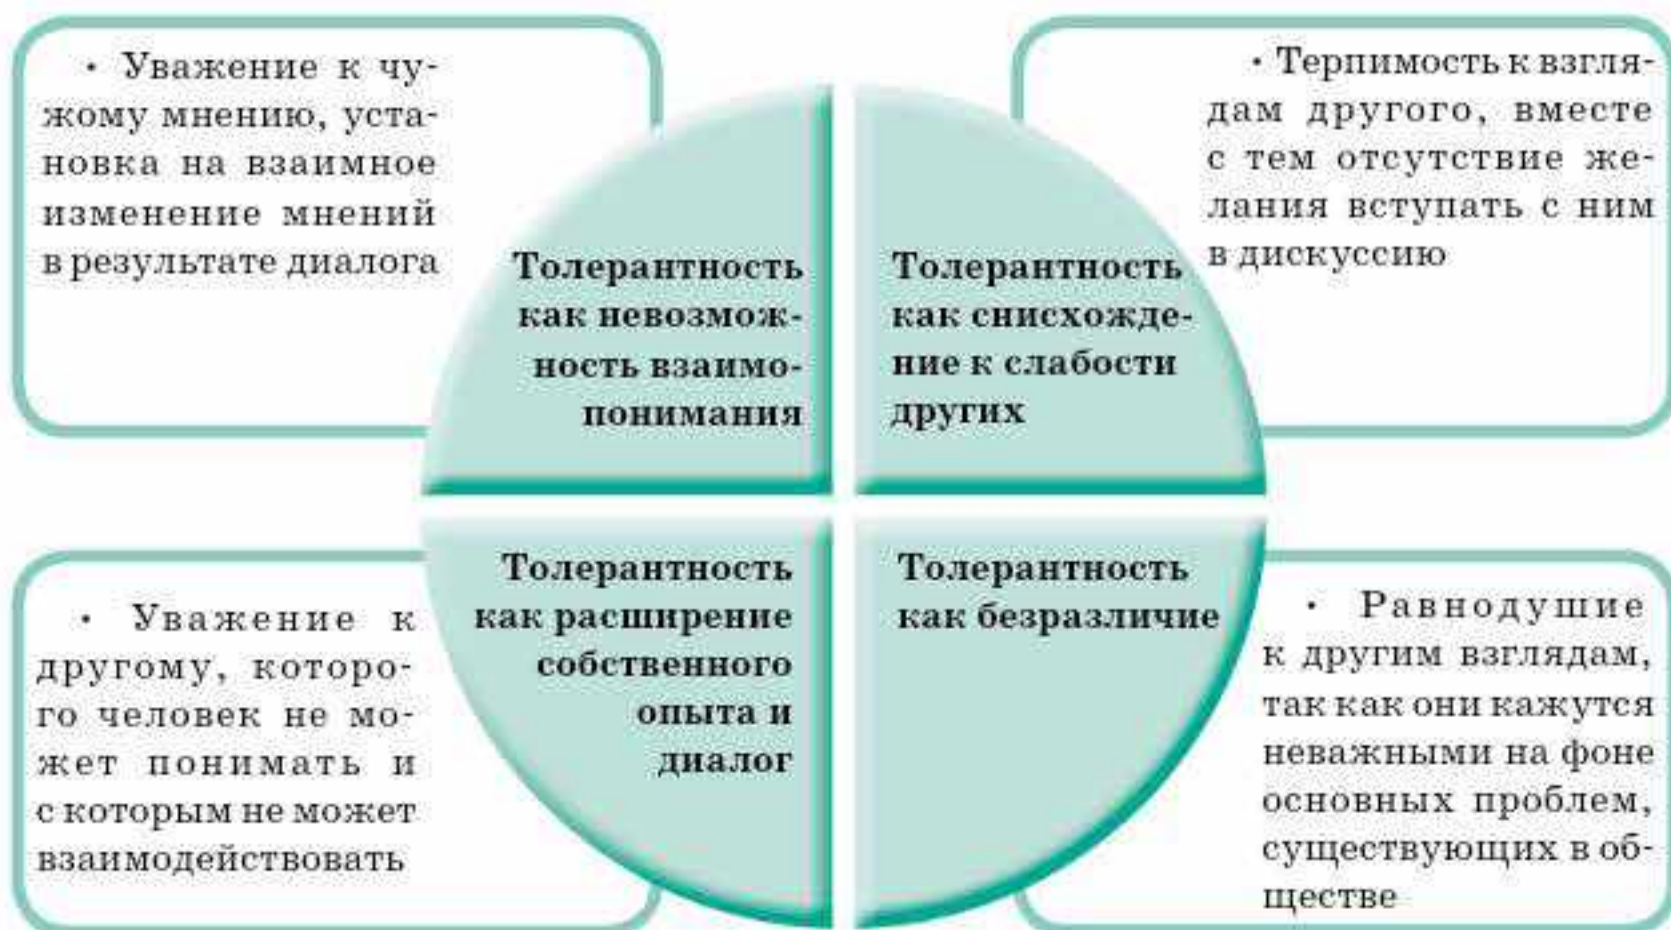 · Уважение к чу-
жому мнению, уста-
новка на взаимное
изменение мнений
в результате диалога
Толерантность
как невозмож-
ность взаимо-
понимания
Толерантность
как снисхожде-
ние к слабости
других
· Терпимость к взгля-
дам другого, вместе
с тем отсутствие же-
лания вступать с ним
в дискуссию
· Уважение к
другому, которо-
го человек не мо-
жет понимать и
с которым не может
взаимодействовать
Толерантность
как расширение
собственного
опыта и
диалог
Толерантность
как безразличие
· Равнодушие
к другим взглядам,
так как они кажутся
неважными на фоне
основных проблем,
существующих в об-
ществе